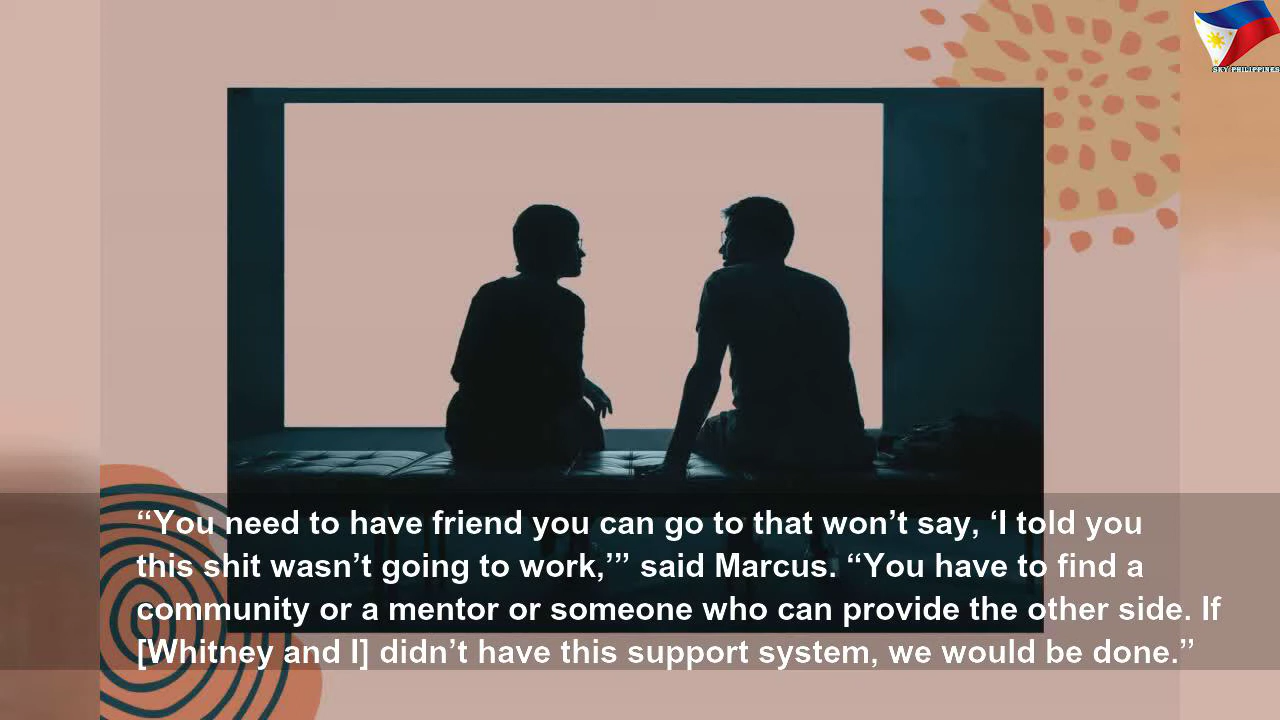 SKY PHILIPPINES
“You need to have friend you can go to that won’t say, ‘I told you
this shit wasn’t going to work,’” said Marcus. “You have to find a
community or a mentor or someone who can provide the other side. If
[Whitney and I] didn’t have this support system, we would be done.”